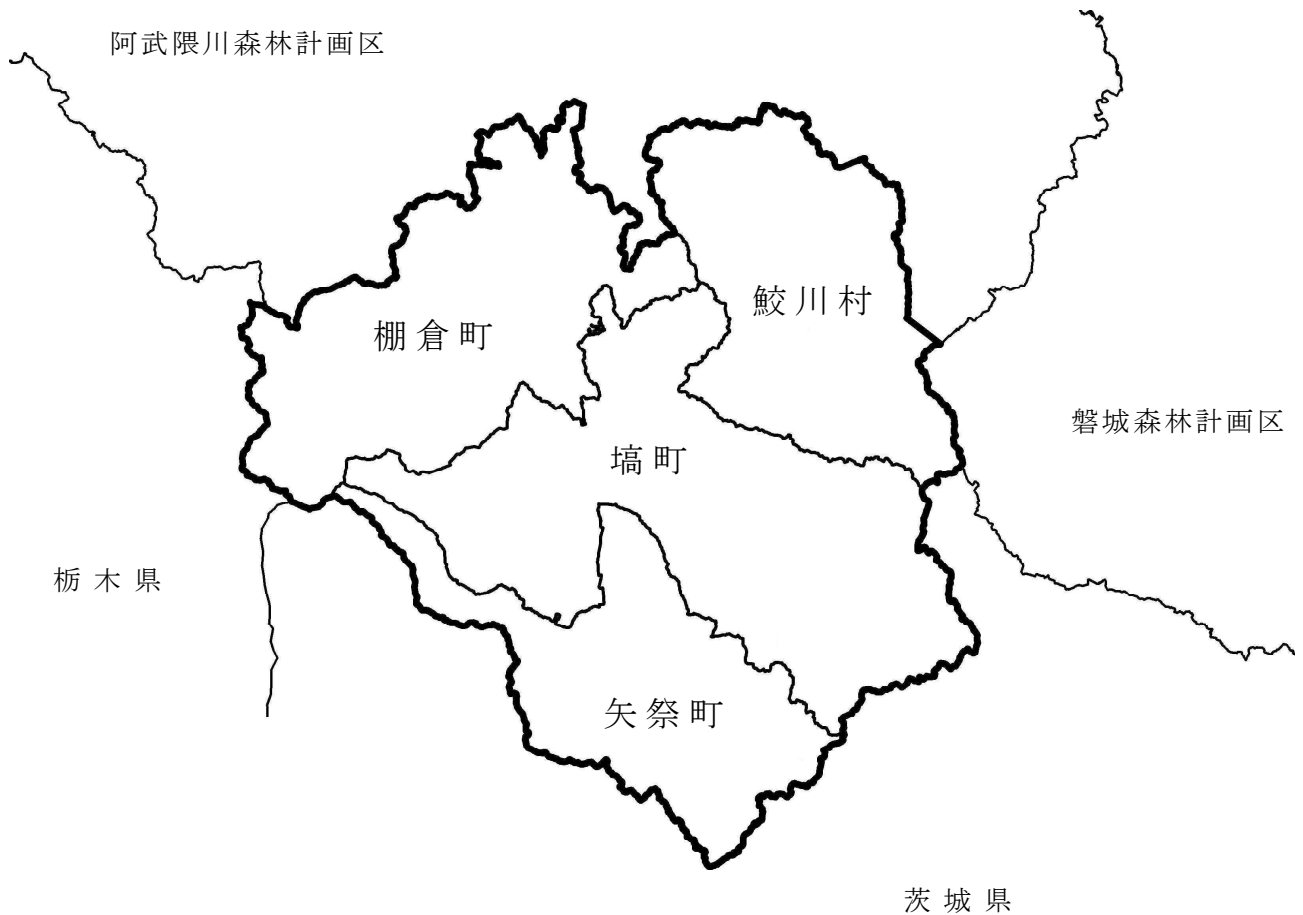 阿武隈川森林計画区
鮫川村
棚倉町
磐城森林計画区
塙町
栃木県
矢祭町
茨城県